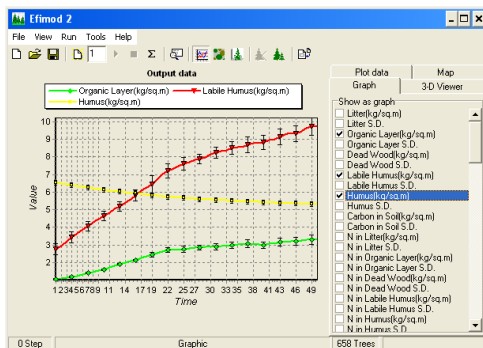 Efimod 2
File View Run Tools Help
1 Σ
Output data
Organic Layer(kg/sq.m) Labile Humus(kg/sq.m)
Humus(kg/sq.m)
10
9
8
7
6
5
4
3
2
Value
1 2 3 4 5 6 7 8 9 11 14 17 19 22 25 27 30 33 35 38 41 43 46 49
Time
Plot data Map
Graph 3-D Viewer
Show as graph
Litter(kg/sq.m)
Litter S.D.
Organic Layer(kg/sq.m)
Organic Layer S.D.
Dead Wood(kg/sq.m)
Dead Wood S.D.
Labile Humus(kg/sq.m)
Labile Humus S.D.
Humus(kg/sq.m)
Humus S.D.
Carbon in Soil(kg/sq.m)
Carbon in Soil S.D.
N in Litter(kg/sq.m)
N in Litter S.D.
N in Organic Layer(kg/sq.m)
N in Organic Layer S.D.
N in Dead Wood(kg/sq.m)
N in Dead Wood S.D.
N in Labile Humus(kg/sq.m)
N in Labile Humus S.D.
N in Humus(kg/sq.m)
N in Humus S.D.
0 Step Graphic 658 Trees